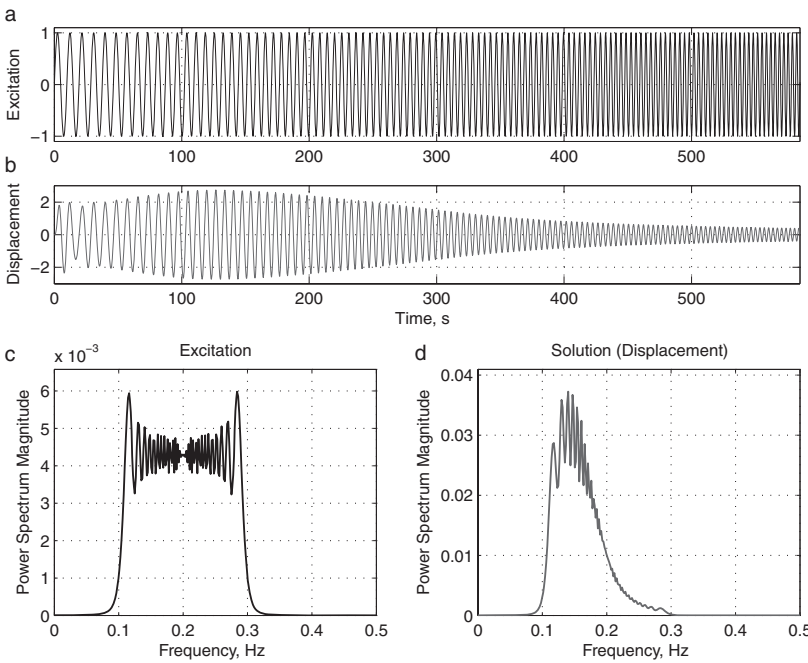 a
Excitation
1
0
−1
0 100 200 300 400 500
b
Displacement
2
0
−2
0 100 200 300 400 500
Time, s
c
x 10⁻³
Excitation
Power Spectrum Magnitude
6
5
4
3
2
1
0
0 0.1 0.2 0.3 0.4 0.5
Frequency, Hz
d
Solution (Displacement)
Power Spectrum Magnitude
0.04
0.03
0.02
0.01
0
0 0.1 0.2 0.3 0.4 0.5
Frequency, Hz